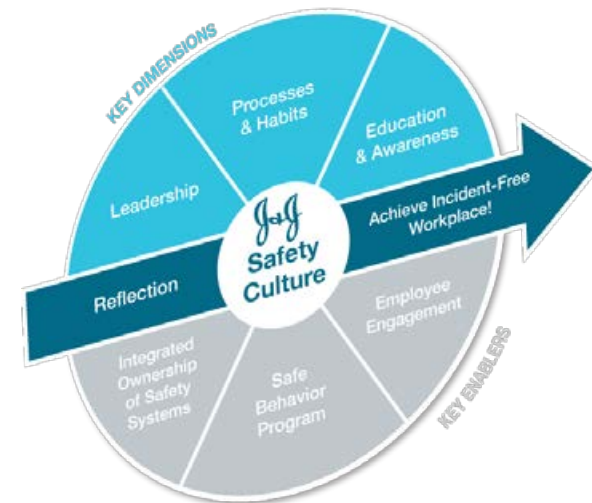 KEY DIMENSIONS
Processes
& Habits
Education
& Awareness
Leadership
J&J
Safety
Culture
Achieve Incident-Free
Workplace!
Reflection
Integrated
Ownership
of Safety
Systems
Safe
Behavior
Program
Employee
Engagement
KEY ENABLERS